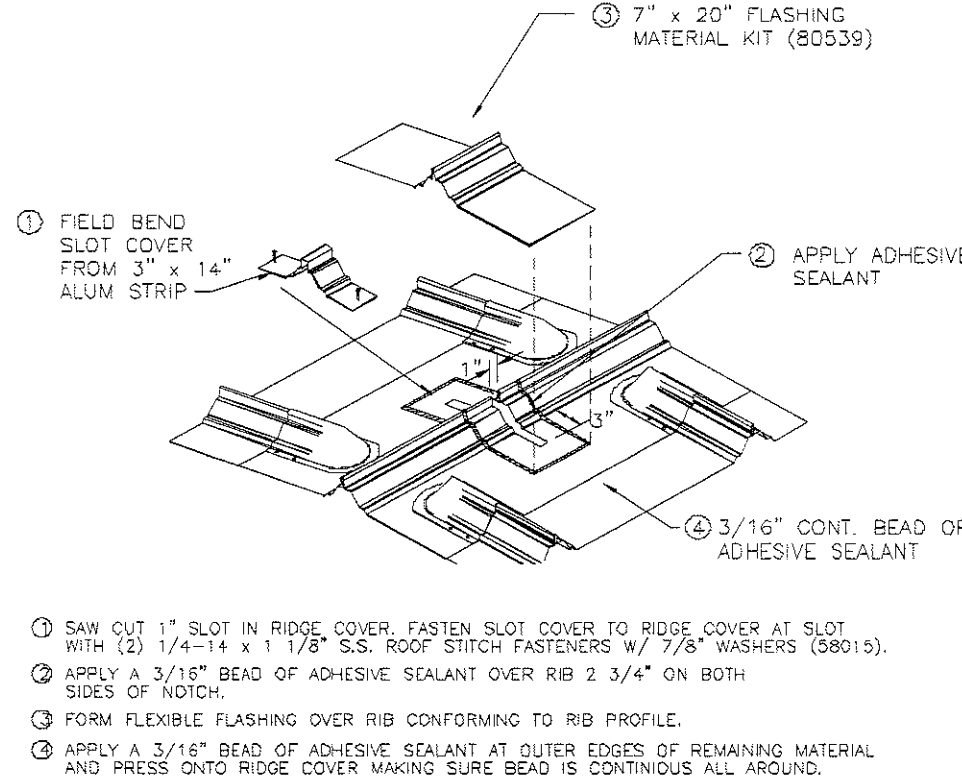 ③ 7" x 20" FLASHING
MATERIAL KIT (80539)
① FIELD BEND
SLOT COVER
FROM 3" x 14"
ALUM STRIP
② APPLY ADHESIVE
SEALANT
1"
3"
④ 3/16" CONT. BEAD OF
ADHESIVE SEALANT
① SAW CUT 1" SLOT IN RIDGE COVER. FASTEN SLOT COVER TO RIDGE COVER AT SLOT
WITH (2) 1/4-14 x 1 1/8" S.S. ROOF STITCH FASTENERS W/ 7/8" WASHERS (58015).
② APPLY A 3/16" BEAD OF ADHESIVE SEALANT OVER RIB 2 3/4" ON BOTH
SIDES OF NOTCH.
③ FORM FLEXIBLE FLASHING OVER RIB CONFORMING TO RIB PROFILE.
④ APPLY A 3/16" BEAD OF ADHESIVE SEALANT AT OUTER EDGES OF REMAINING MATERIAL
AND PRESS ONTO RIDGE COVER MAKING SURE BEAD IS CONTINIOUS ALL AROUND.